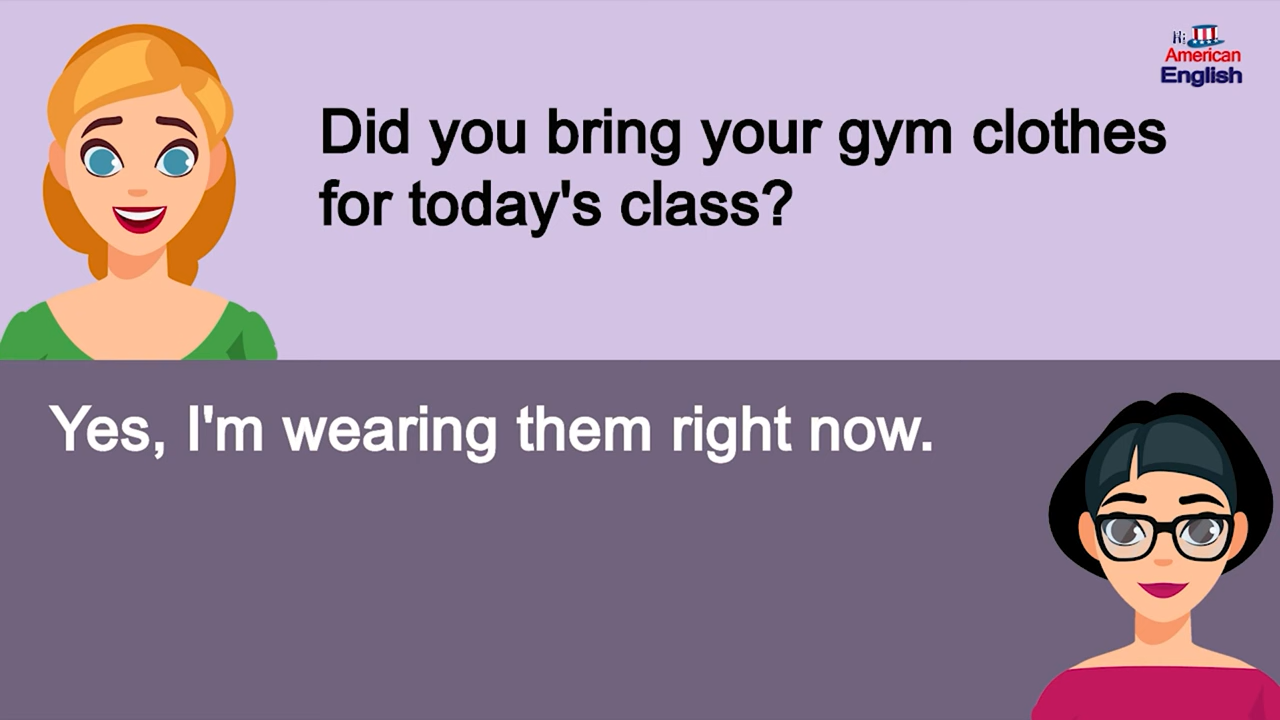 Hi
American
English
Did you bring your gym clothes
for today's class?
Yes, I'm wearing them right now.